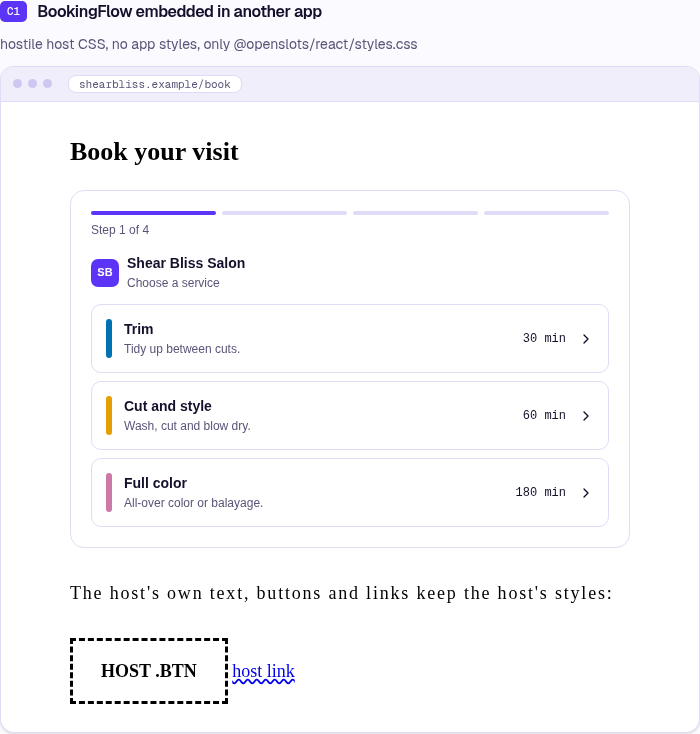 C1 BookingFlow embedded in another app
hostile host CSS, no app styles, only @openslots/react/styles.css
shearbliss.example/book
Book your visit
Step 1 of 4
SB Shear Bliss Salon
Choose a service
Trim
Tidy up between cuts.
30 min
Cut and style
Wash, cut and blow dry.
60 min
Full color
All-over color or balayage.
180 min
The host's own text, buttons and links keep the host's styles:
HOST .BTN host link